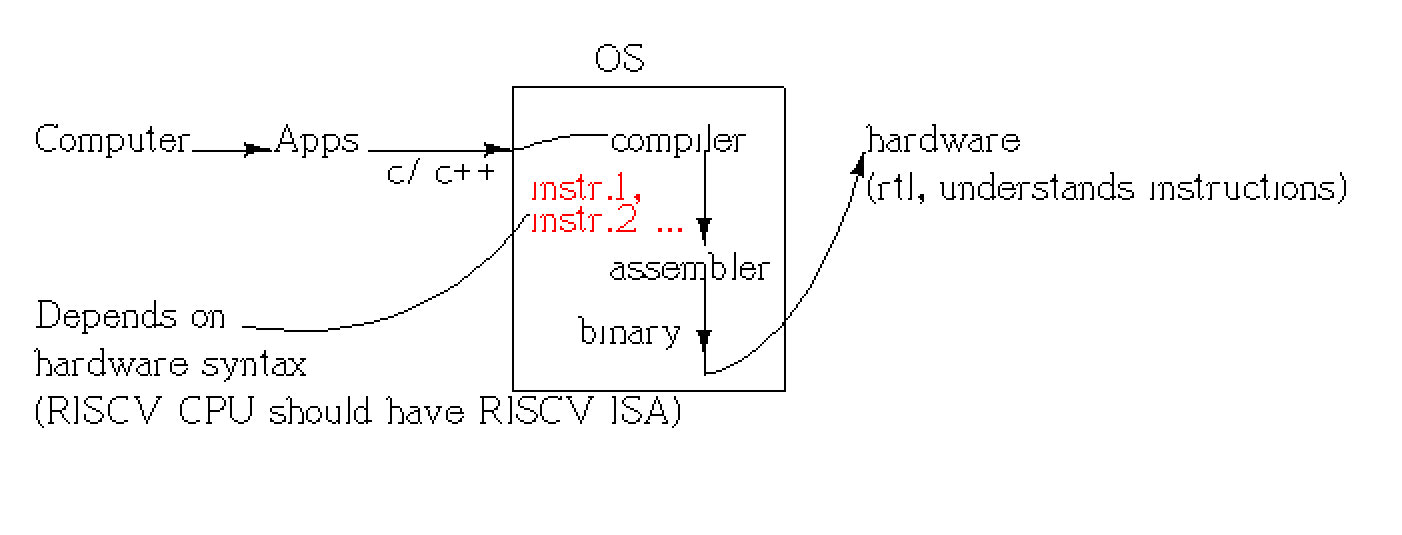 OS
Computer
Apps
c/ c++
compiler
instr.1,
instr.2 ...
assembler
binary
hardware
(rtl, understands instructions)
Depends on
hardware syntax
(RISCV CPU should have RISCV ISA)